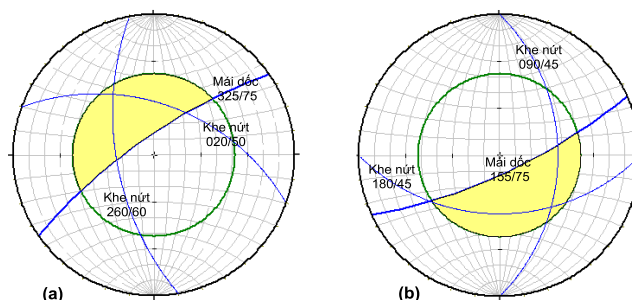 Mái dốc
325/75
Khe nứt
020/50
Khe nứt
260/60
(a)
Khe nứt
090/45
Mái dốc
155/75
Khe nứt
180/45
(b)